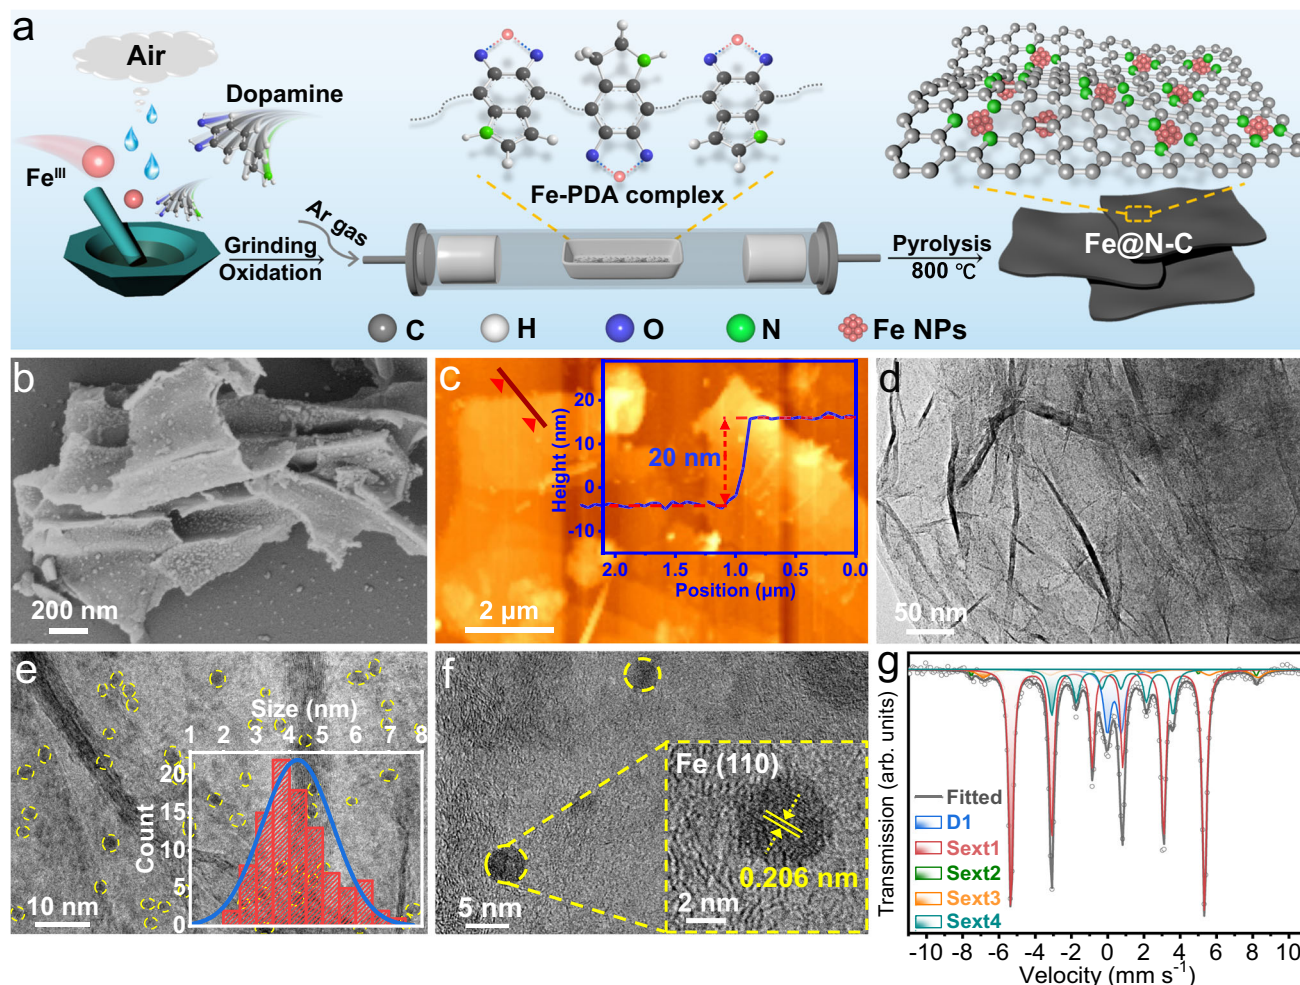 a
Air
Dopamine
Fe^III
Grinding
Oxidation
Ar gas
Fe-PDA complex
Pyrolysis
800 ℃
Fe@N-C
C
H
O
N
Fe NPs
b
200 nm
c
20
0
-10
Height (nm)
20 nm
2.0 1.5 1.0 0.5 0.0
Position (μm)
2 μm
d
50 nm
e
Size (nm)
1 2 3 4 5 6 7 8
20
15
10
5
0
Count
10 nm
f
Fe (110)
0.206 nm
2 nm
5 nm
g
Transmission (arb. units)
Fitted
D1
Sext1
Sext2
Sext3
Sext4
-10 -8 -6 -4 -2 0 2 4 6 8 10
Velocity (mm s⁻¹)